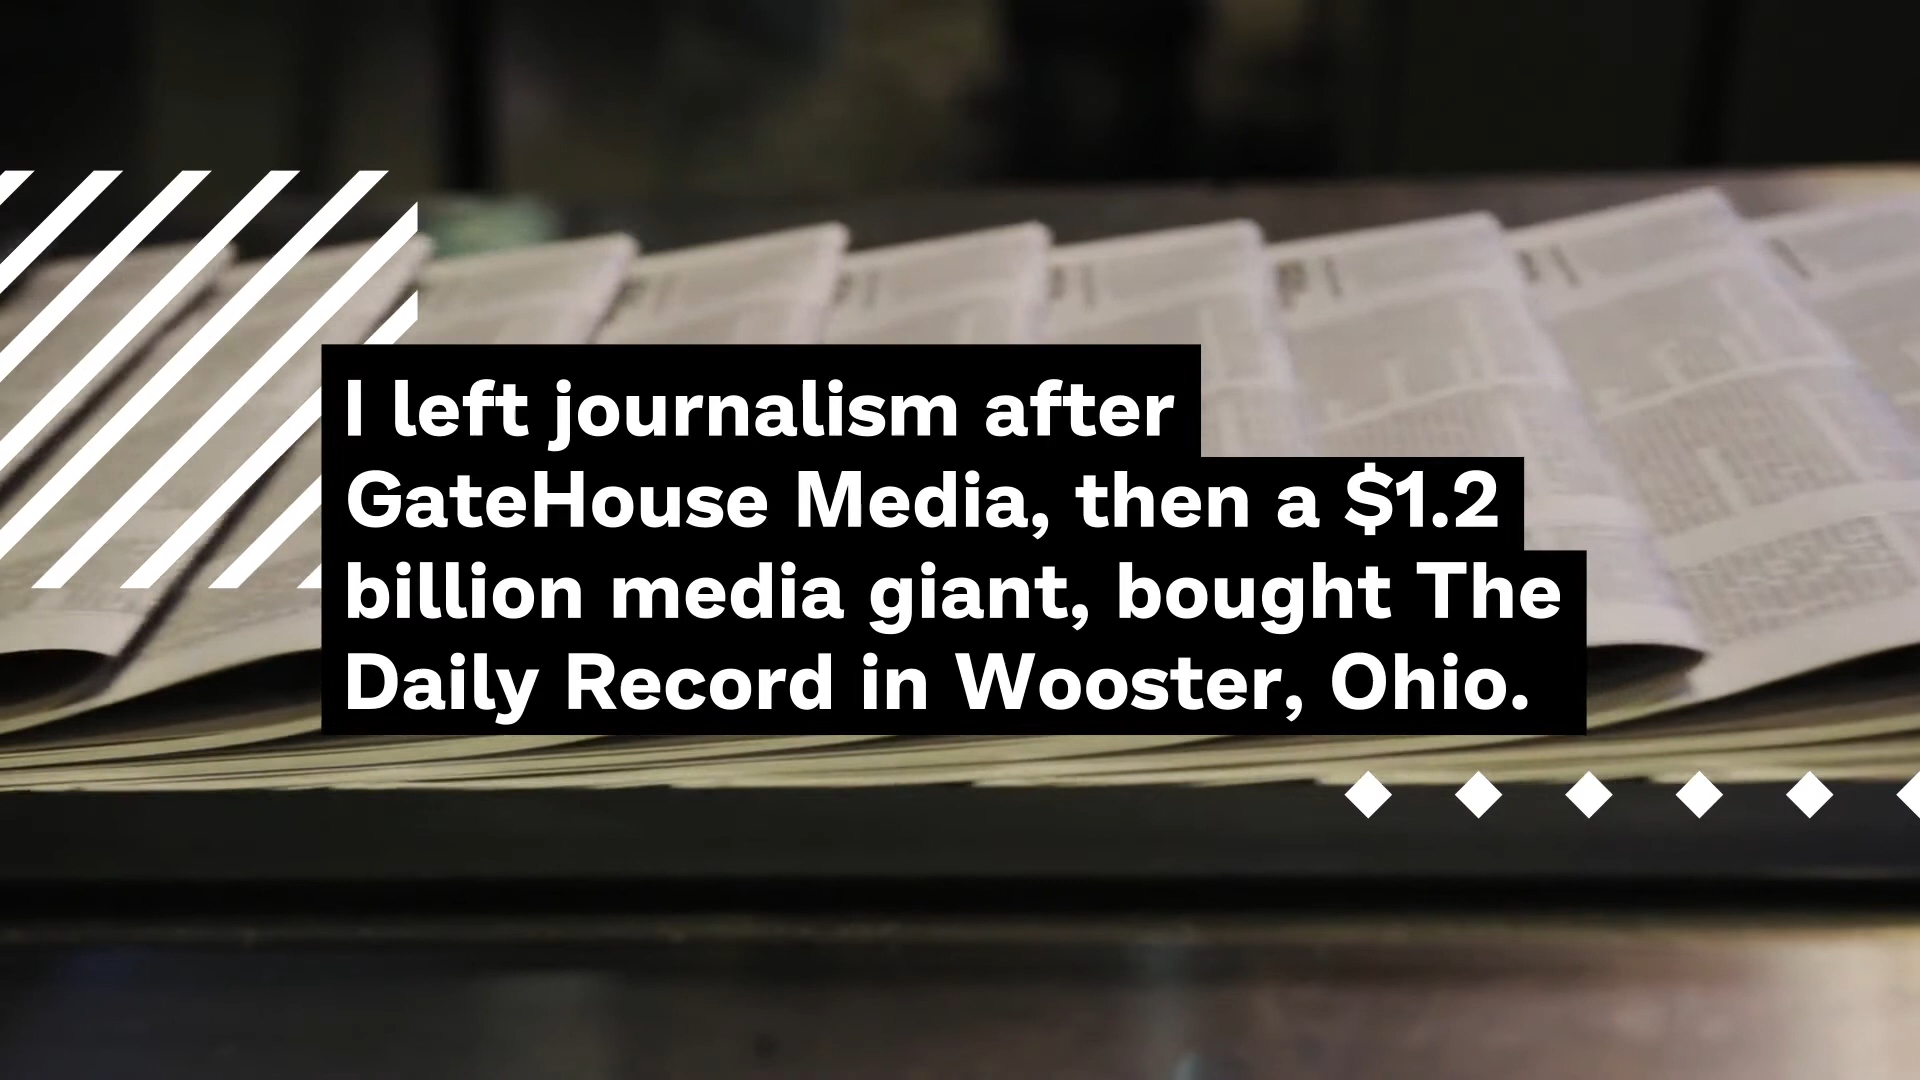 I left journalism after
GateHouse Media, then a $1.2
billion media giant, bought The
Daily Record in Wooster, Ohio.